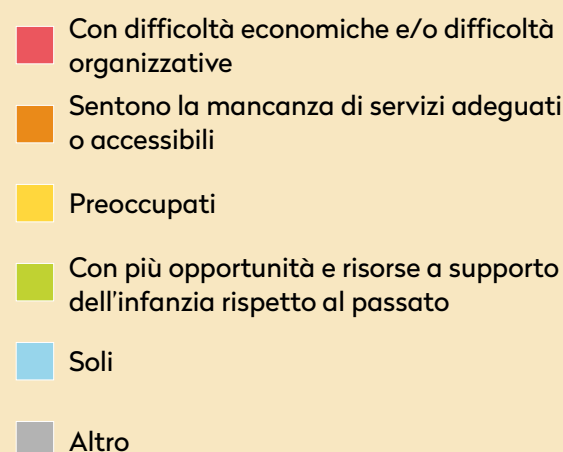 Con difficoltà economiche e/o difficoltà
organizzative
Sentono la mancanza di servizi adeguati
o accessibili
Preoccupati
Con più opportunità e risorse a supporto
dell'infanzia rispetto al passato
Soli
Altro